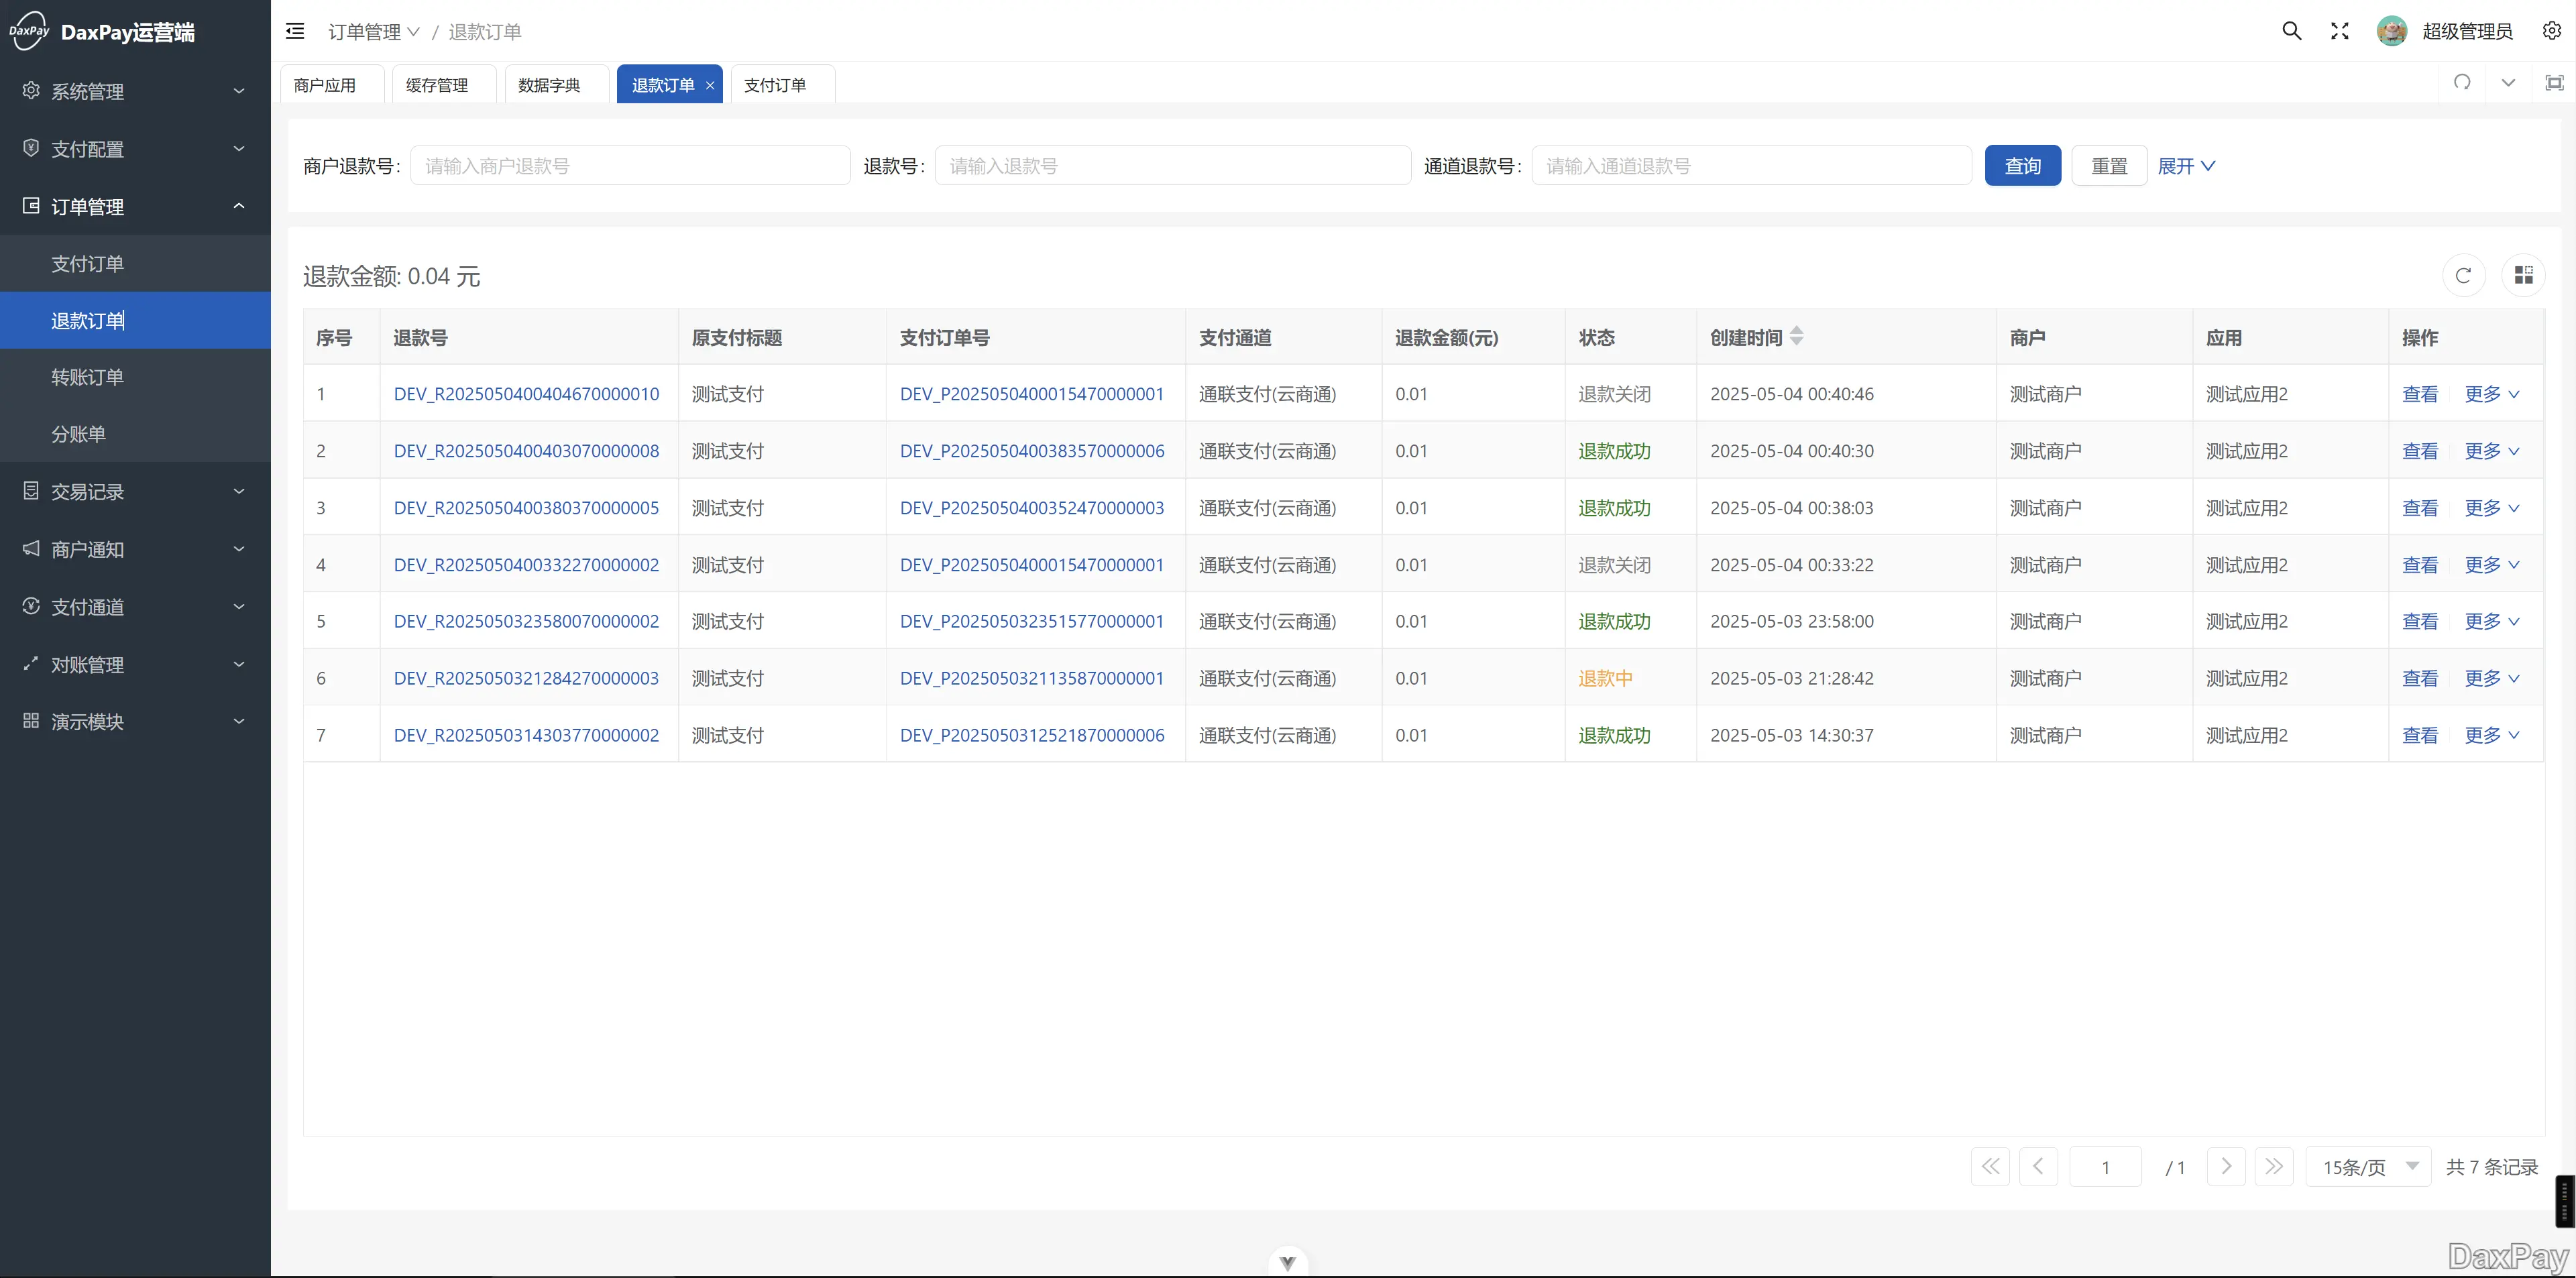 DaxPay
DaxPay运营端
系统管理
支付配置
订单管理
支付订单
退款订单
转账订单
分账单
交易记录
商户通知
支付通道
对账管理
演示模块
订单管理 / 退款订单
超级管理员
商户应用 缓存管理 数据字典 退款订单 支付订单
商户退款号: 请输入商户退款号 退款号: 请输入退款号 通道退款号: 请输入通道退款号 查询 重置 展开
退款金额: 0.04 元
序号 退款号 原支付标题 支付订单号 支付通道 退款金额(元) 状态 创建时间 商户 应用 操作
1 DEV_R2025050400404670000010 测试支付 DEV_P2025050400015470000001 通联支付(云商通) 0.01 退款关闭 2025-05-04 00:40:46 测试商户 测试应用2 查看 更多
2 DEV_R2025050400403070000008 测试支付 DEV_P2025050400383570000006 通联支付(云商通) 0.01 退款成功 2025-05-04 00:40:30 测试商户 测试应用2 查看 更多
3 DEV_R2025050400380370000005 测试支付 DEV_P2025050400352470000003 通联支付(云商通) 0.01 退款成功 2025-05-04 00:38:03 测试商户 测试应用2 查看 更多
4 DEV_R2025050400332270000002 测试支付 DEV_P2025050400015470000001 通联支付(云商通) 0.01 退款关闭 2025-05-04 00:33:22 测试商户 测试应用2 查看 更多
5 DEV_R2025050323580070000002 测试支付 DEV_P2025050323515770000001 通联支付(云商通) 0.01 退款成功 2025-05-03 23:58:00 测试商户 测试应用2 查看 更多
6 DEV_R2025050321284270000003 测试支付 DEV_P2025050321135870000001 通联支付(云商通) 0.01 退款中 2025-05-03 21:28:42 测试商户 测试应用2 查看 更多
7 DEV_R2025050314303770000002 测试支付 DEV_P2025050312521870000006 通联支付(云商通) 0.01 退款成功 2025-05-03 14:30:37 测试商户 测试应用2 查看 更多
1 / 1 15条/页 共 7 条记录
DaxPay